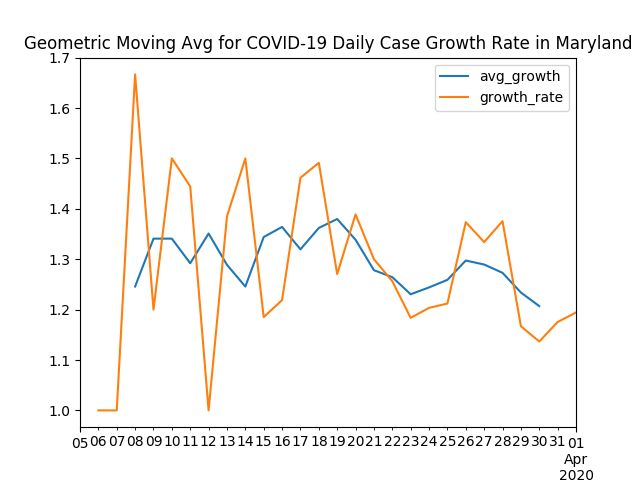 Geometric Moving Avg for COVID-19 Daily Case Growth Rate in Maryland
avg_growth
growth_rate
1.7
1.6
1.5
1.4
1.3
1.2
1.1
1.0
05 06 07 08 09 10 11 12 13 14 15 16 17 18 19 20 21 22 23 24 25 26 27 28 29 30 31 01
Apr
2020